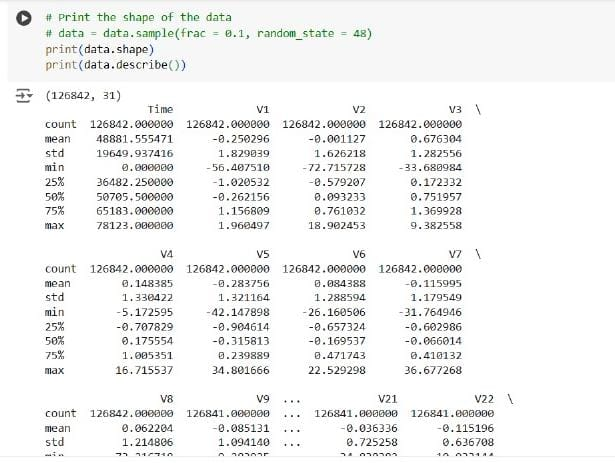 # Print the shape of the data
# data = data.sample(frac = 0.1, random_state = 48)
print(data.shape)
print(data.describe())
(126842, 31)
Time V1 V2 V3 \
count 126842.000000 126842.000000 126842.000000 126842.000000
mean 48881.555471 -0.250296 -0.001127 0.676304
std 19649.937416 1.829039 1.626218 1.282556
min 0.000000 -56.407510 -72.715728 -33.680984
25% 36482.250000 -1.020532 -0.579207 0.172332
50% 50705.500000 -0.262156 0.093233 0.751957
75% 65183.000000 1.156809 0.761032 1.369928
max 78123.000000 1.960497 18.902453 9.382558
V4 V5 V6 V7 \
count 126842.000000 126842.000000 126842.000000 126842.000000
mean 0.148385 -0.283756 0.084388 -0.115995
std 1.330422 1.321164 1.288594 1.179549
min -5.172595 -42.147898 -26.160506 -31.764946
25% -0.707829 -0.904614 -0.657324 -0.602986
50% 0.175554 -0.315813 -0.169537 -0.066014
75% 1.005351 0.239889 0.471743 0.410132
max 16.715537 34.801666 22.529298 36.677268
V8 V9 ... V21 V22 \
count 126842.000000 126841.000000 ... 126841.000000 126841.000000
mean 0.062204 -0.085131 ... -0.036336 -0.115196
std 1.214806 1.094140 ... 0.725258 0.636708